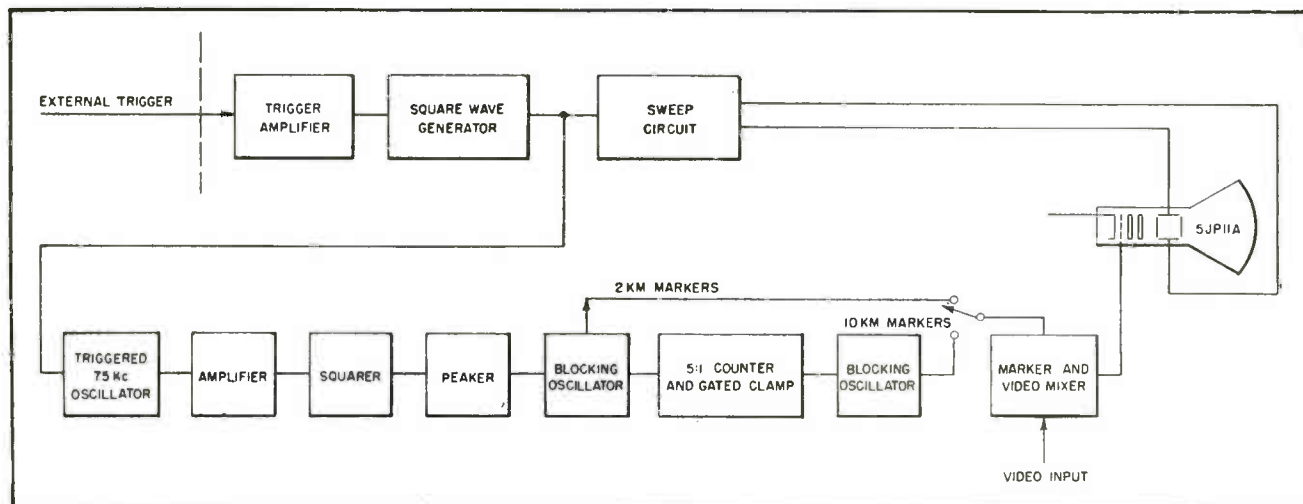 EXTERNAL TRIGGER
TRIGGER
AMPLIFIER
SQUARE WAVE
GENERATOR
SWEEP
CIRCUIT
5JP11A
2 KM MARKERS
10 KM MARKERS
TRIGGERED
75 Kc
OSCILLATOR
AMPLIFIER
SQUARER
PEAKER
BLOCKING
OSCILLATOR
5:1 COUNTER
AND GATED CLAMP
BLOCKING
OSCILLATOR
MARKER AND
VIDEO MIXER
VIDEO INPUT